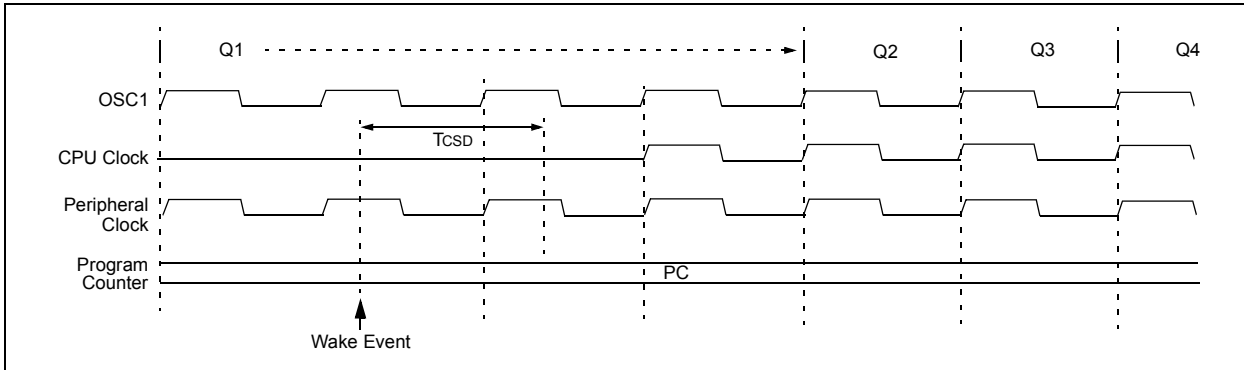 Q1 Q2 Q3 Q4
OSC1
TCSD
CPU Clock
Peripheral
Clock
Program
Counter
PC
Wake Event